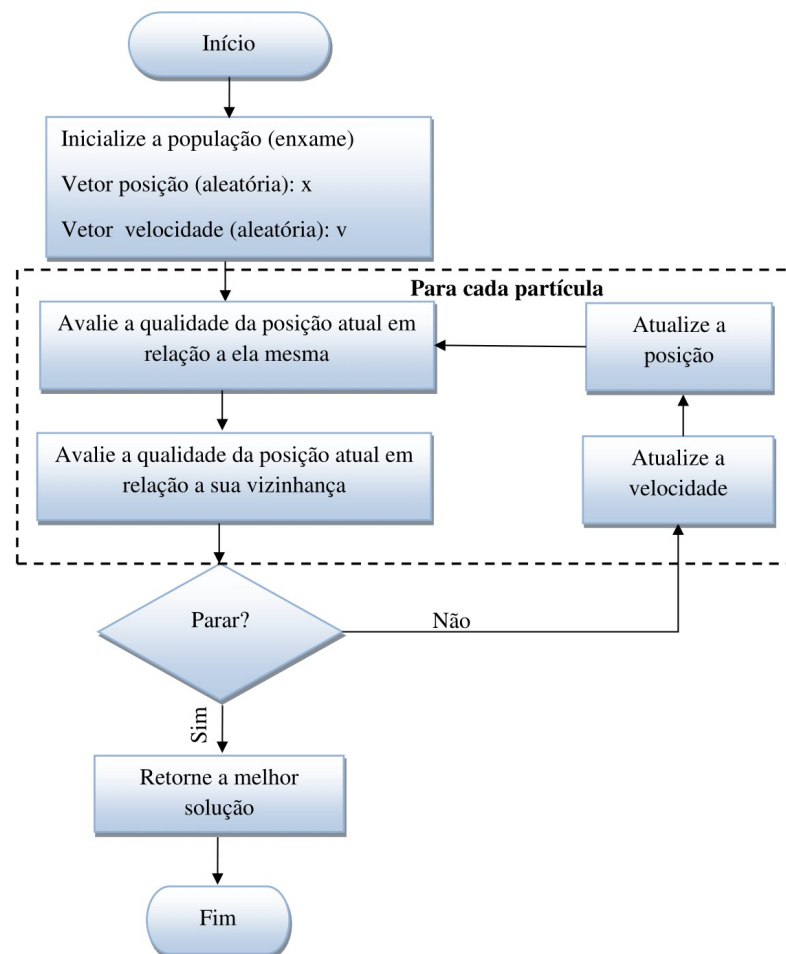 Início
Inicialize a população (enxame)
Vetor posição (aleatória): x
Vetor velocidade (aleatória): v
Para cada partícula
Avalie a qualidade da posição atual em
relação a ela mesma
Atualize a
posição
Avalie a qualidade da posição atual em
relação a sua vizinhança
Atualize a
velocidade
Parar?
Não
Sim
Retorne a melhor
solução
Fim